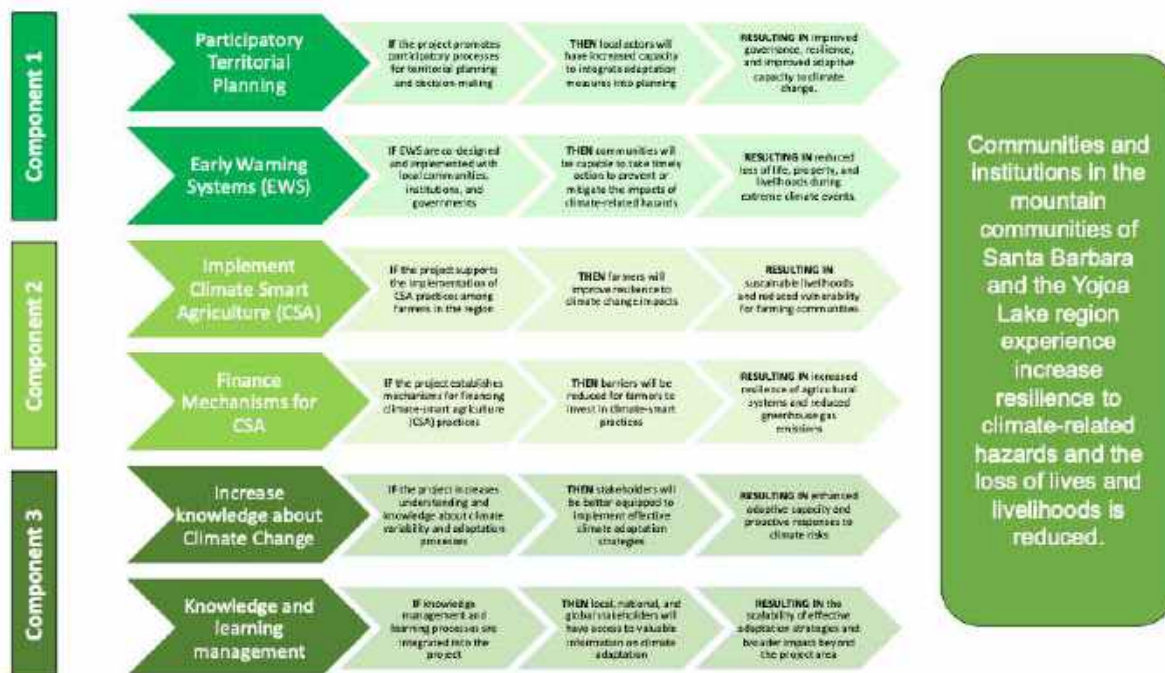 Component 1
Participatory
Territorial
Planning
IF the project promotes
participatory processes
for territorial planning
and decision-making
THEN local actors will
have increased capacity
to integrate adaptation
measures into planning
RESULTING IN improved
governance, resilience,
and improved adaptive
capacity to climate
change.
Early Warning
Systems (EWS)
IF EWS are co-designed
and implemented with
local communities,
institutions, and
governments
THEN communities will
be capable to take timely
action to prevent or
mitigate the impacts of
climate-related hazards
RESULTING IN reduced
loss of life, property, and
livelihoods during
extreme climate events.
Component 2
Implement
Climate Smart
Agriculture (CSA)
IF the project supports
the implementation of
CSA practices among
farmers in the region
THEN farmers will
improve resilience to
climate change impacts
RESULTING IN
sustainable livelihoods
and reduced vulnerability
for farming communities
Finance
Mechanisms for
CSA
IF the project establishes
mechanisms for financing
climate-smart agriculture
(CSA) practices
THEN barriers will be
reduced for farmers to
invest in climate-smart
practices
RESULTING IN increased
resilience of agricultural
systems and reduced
greenhouse gas
emissions
Component 3
Increase
knowledge about
Climate Change
IF the project increases
understanding and
knowledge about climate
variability and adaptation
processes
THEN stakeholders will
be better equipped to
implement effective
climate adaptation
strategies
RESULTING IN enhanced
adaptive capacity and
proactive responses to
climate risks
Knowledge and
learning
management
IF knowledge
management and
learning processes are
integrated into the
project
THEN local, national, and
global stakeholders will
have access to valuable
information on climate
adaptation
RESULTING IN the
scalability of effective
adaptation strategies and
broader impact beyond
the project area
Communities and
institutions in the
mountain
communities of
Santa Barbara
and the Yojoa
Lake region
experience
increase
resilience to
climate-related
hazards and the
loss of lives and
livelihoods is
reduced.